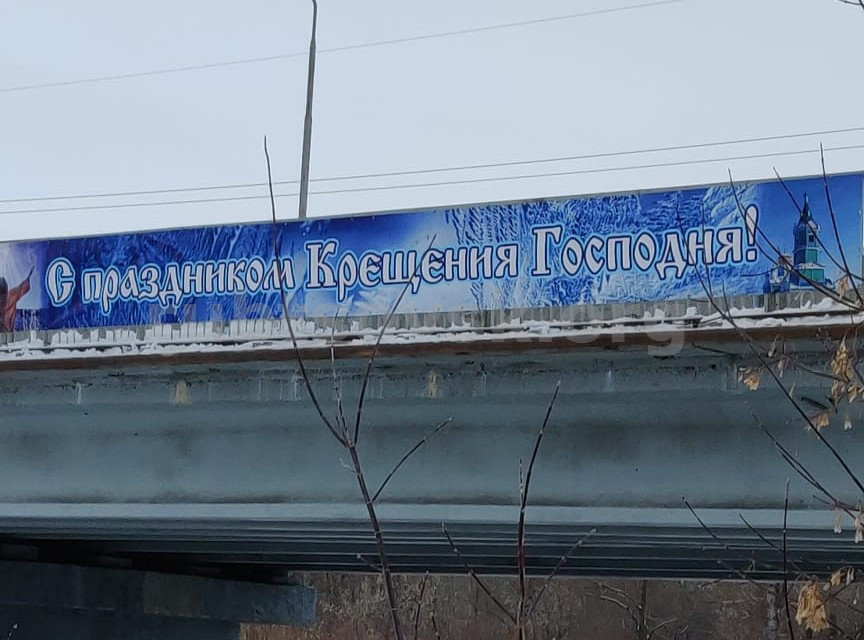 С праздником Крещения Господня!